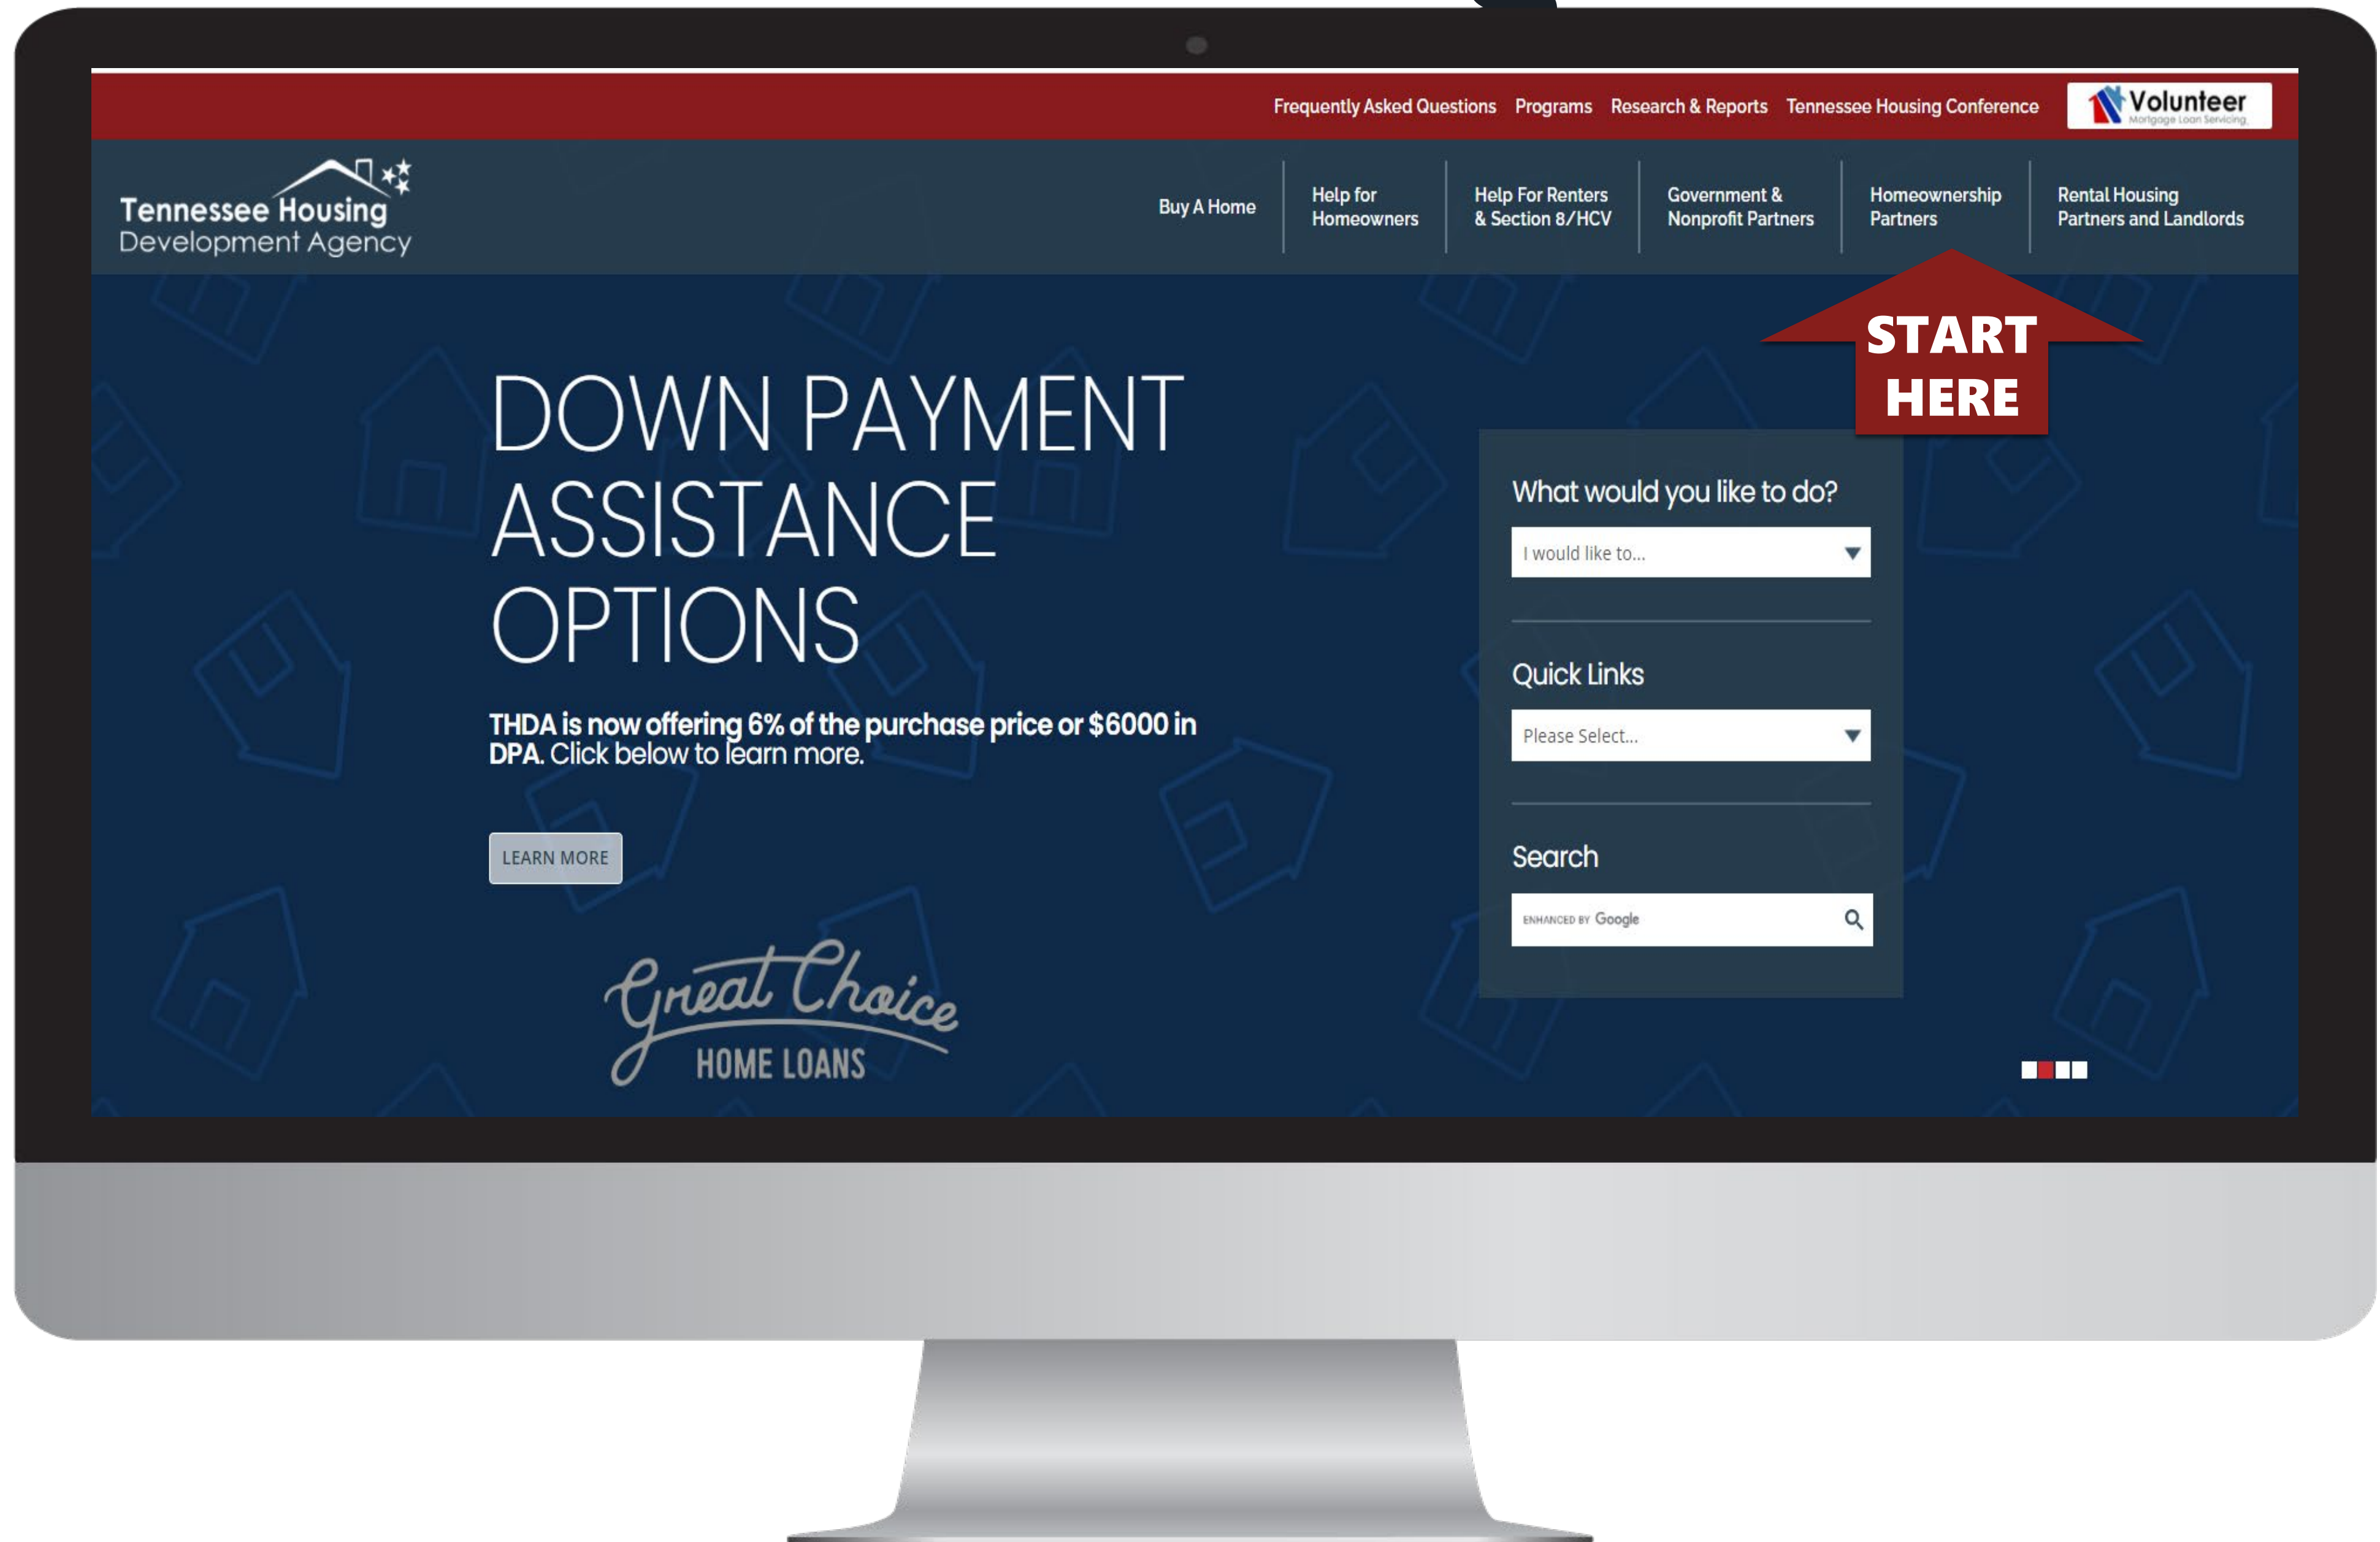 Frequently Asked Questions Programs Research & Reports Tennessee Housing Conference
Volunteer
Mortgage Loan Servicing
Tennessee Housing
Development Agency
Buy A Home
Help for
Homeowners
Help For Renters
& Section 8/HCV
Government &
Nonprofit Partners
Homeownership
Partners
Rental Housing
Partners and Landlords
START
HERE
DOWN PAYMENT
ASSISTANCE
OPTIONS
THDA is now offering 6% of the purchase price or $6000 in
DPA. Click below to learn more.
LEARN MORE
Great Choice
HOME LOANS
What would you like to do?
I would like to...
Quick Links
Please Select...
Search
ENHANCED BY Google